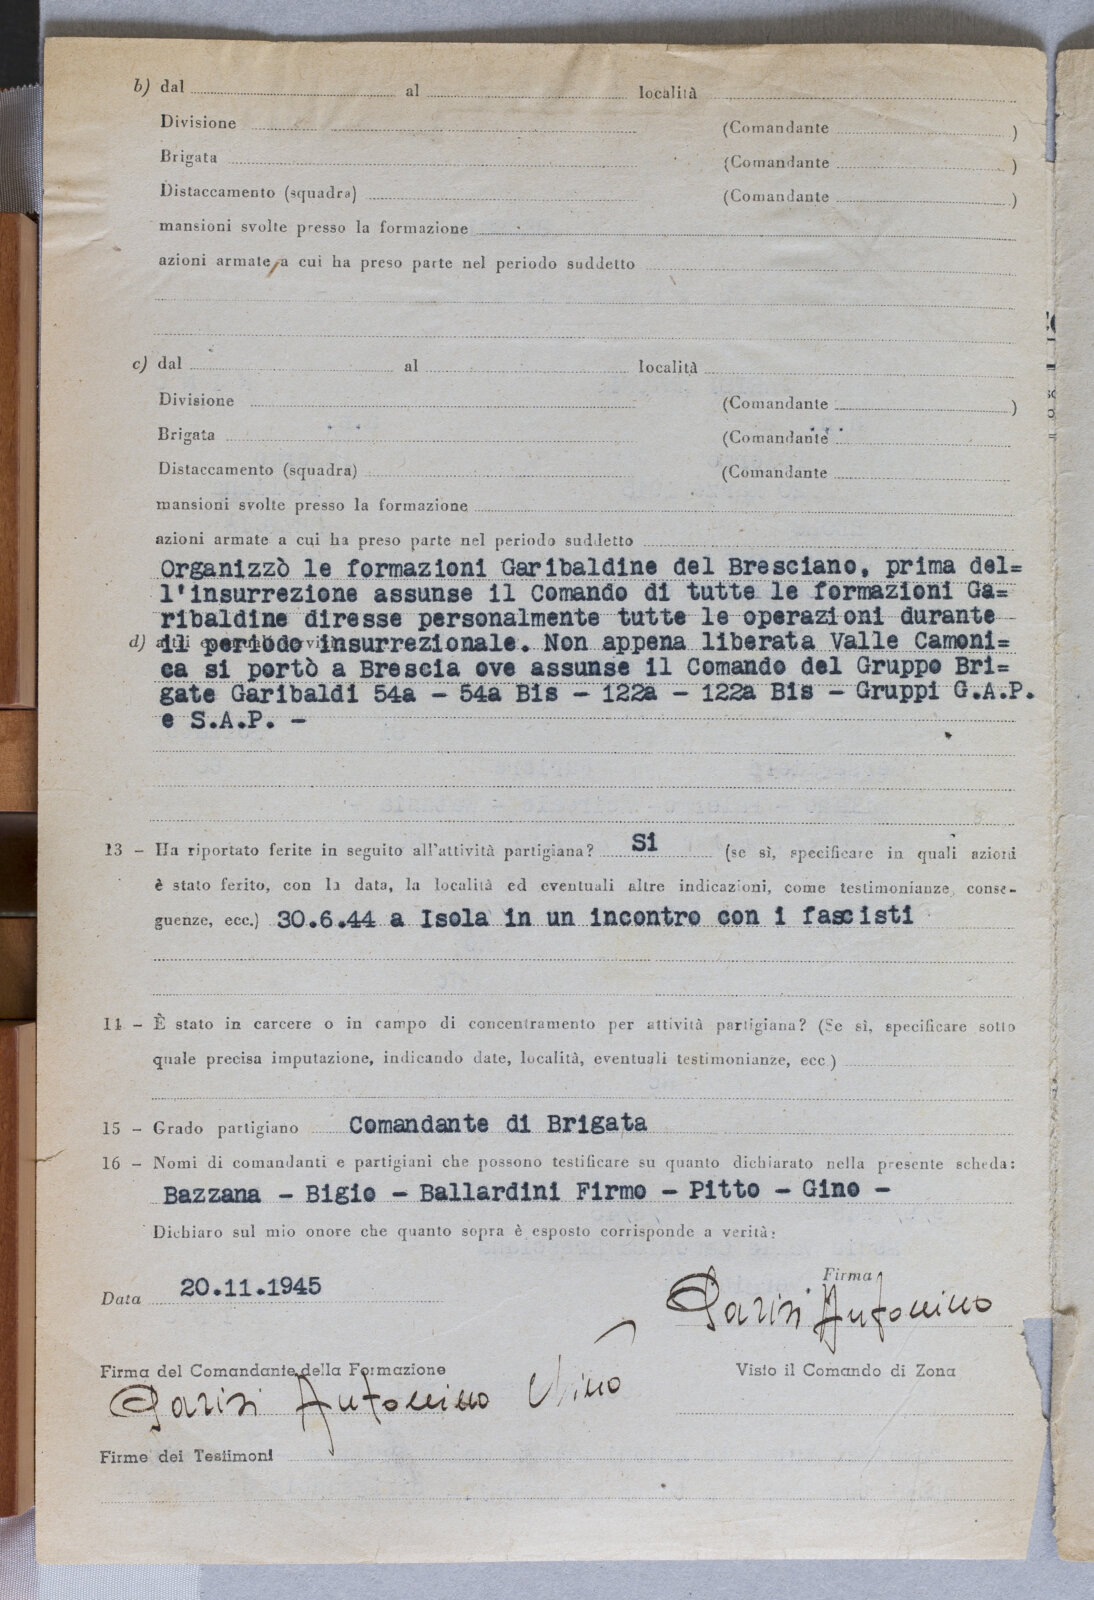 b) dal ........ al ........ località ........
Divisione ........ (Comandante ........ )
Brigata ........ (Comandante ........ )
Distaccamento (squadra) ........ (Comandante ........ )
mansioni svolte presso la formazione ........
azioni armate a cui ha preso parte nel periodo suddetto ........
c) dal ........ al ........ località ........
Divisione ........ (Comandante ........ )
Brigata ........ (Comandante ........
Distaccamento (squadra) ........ (Comandante ........
mansioni svolte presso la formazione ........
azioni armate a cui ha preso parte nel periodo suddetto ........
Organizzò le formazioni Garibaldine del Bresciano, prima del=
l'insurrezione assunse il Comando di tutte le formazioni Ga=
ribaldine diresse personalmente tutte le operazioni durante
d) il periodo insurrezionale. Non appena liberata Valle Camoni=
ca si portò a Brescia ove assunse il Comando del Gruppo Bri=
gate Garibaldi 54a - 54a Bis - 122a - 122a Bis - Gruppi G.A.P.
e S.A.P. -
13 - Ha riportato ferite in seguito all'attività partigiana? Si (se sì, specificare in quali azioni
è stato ferito, con la data, la località ed eventuali altre indicazioni, come testimonianze, conse-
guenze, ecc.) 30.6.44 a Isola in un incontro con i fascisti
14 - È stato in carcere o in campo di concentramento per attività partigiana? (Se sì, specificare sotto
quale precisa imputazione, indicando date, località, eventuali testimonianze, ecc.) ........
15 - Grado partigiano Comandante di Brigata
16 - Nomi di comandanti e partigiani che possono testificare su quanto dichiarato nella presente scheda:
Bazzana - Bigio - Ballardini Firmo - Pitto - Gino -
Dichiaro sul mio onore che quanto sopra è esposto corrisponde a verità:
Data 20.11.1945
Firma
Parisi Antonino
Firma del Comandante della Formazione
Visto il Comando di Zona
Parisi Antonino Nino
Firme dei Testimoni ........